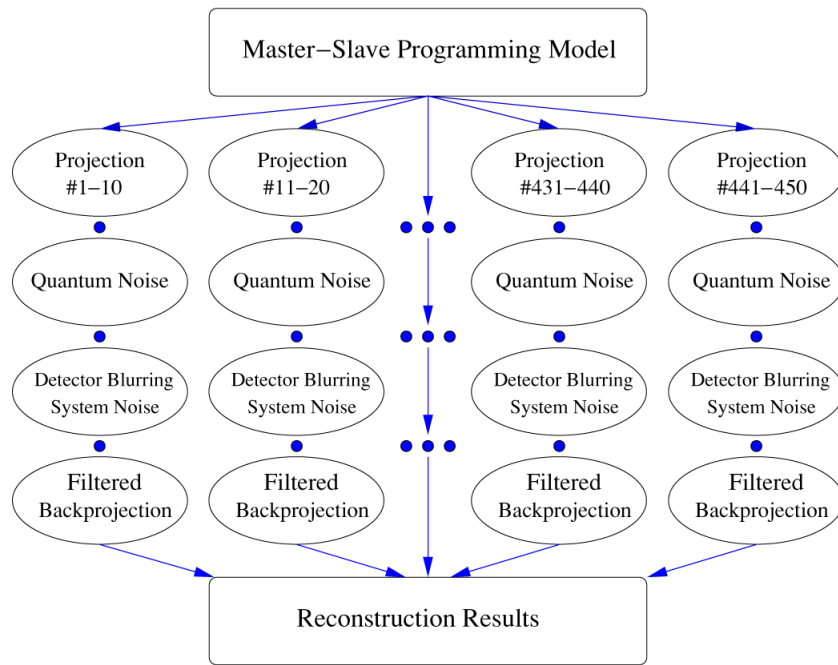 Master−Slave Programming Model
Projection
#1−10
Projection
#11−20
Projection
#431−440
Projection
#441−450
Quantum Noise
Quantum Noise
Quantum Noise
Quantum Noise
Detector Blurring
System Noise
Detector Blurring
System Noise
Detector Blurring
System Noise
Detector Blurring
System Noise
Filtered
Backprojection
Filtered
Backprojection
Filtered
Backprojection
Filtered
Backprojection
Reconstruction Results